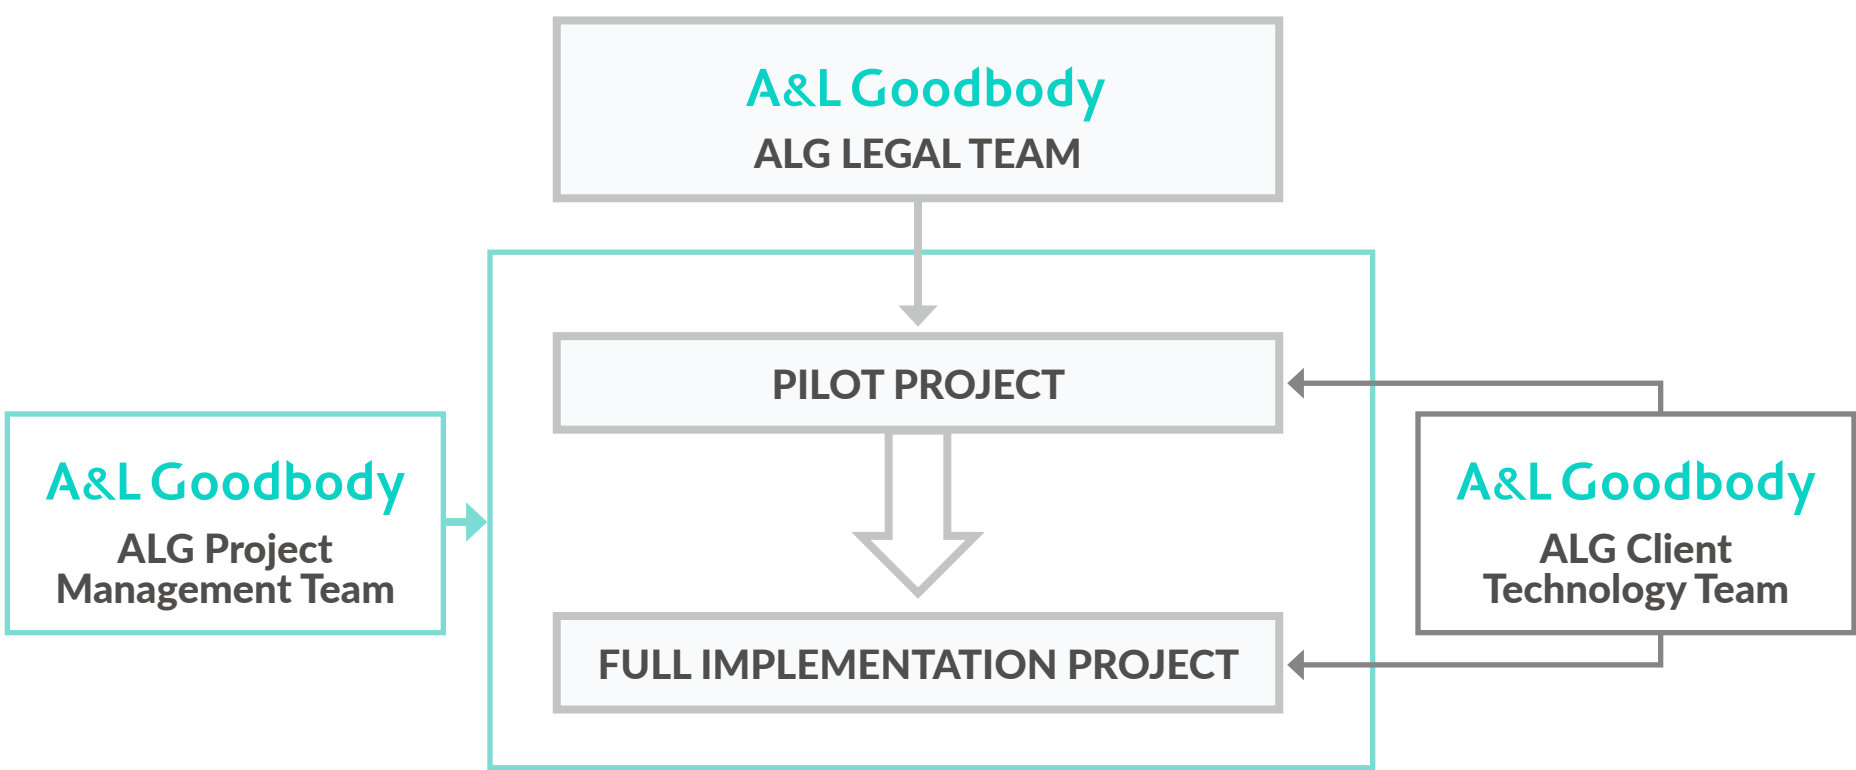 A&L Goodbody
ALG LEGAL TEAM
PILOT PROJECT
A&L Goodbody
ALG Project
Management Team
A&L Goodbody
ALG Client
Technology Team
FULL IMPLEMENTATION PROJECT